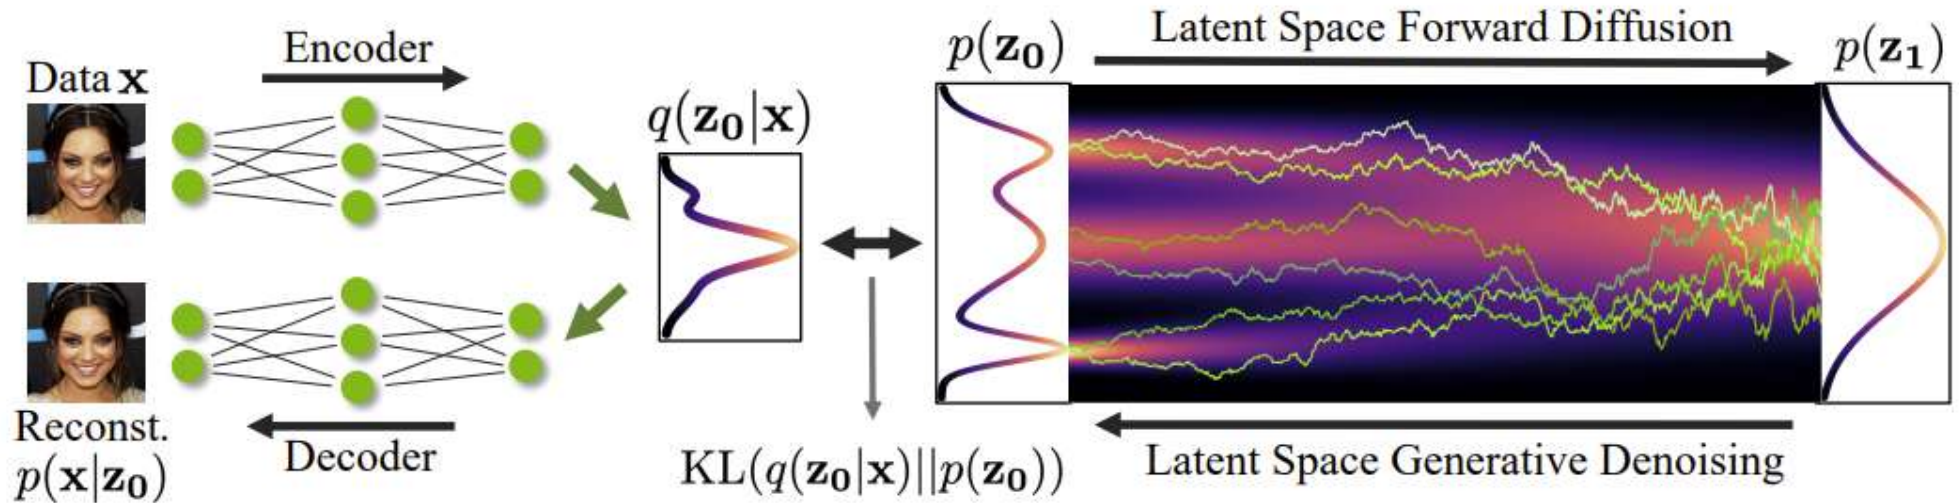 Data x
Encoder
q(z₀|x)
p(z₀)
Latent Space Forward Diffusion
p(z₁)
Reconst.
p(x|z₀)
Decoder
KL(q(z₀|x)||p(z₀))
Latent Space Generative Denoising